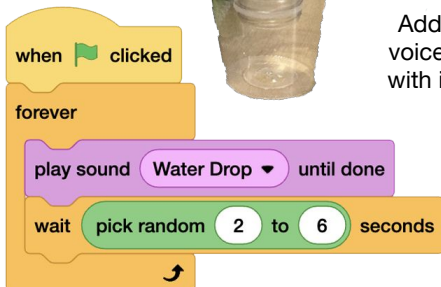 Add
voice
with i
when clicked
forever
play sound Water Drop until done
wait pick random 2 to 6 seconds